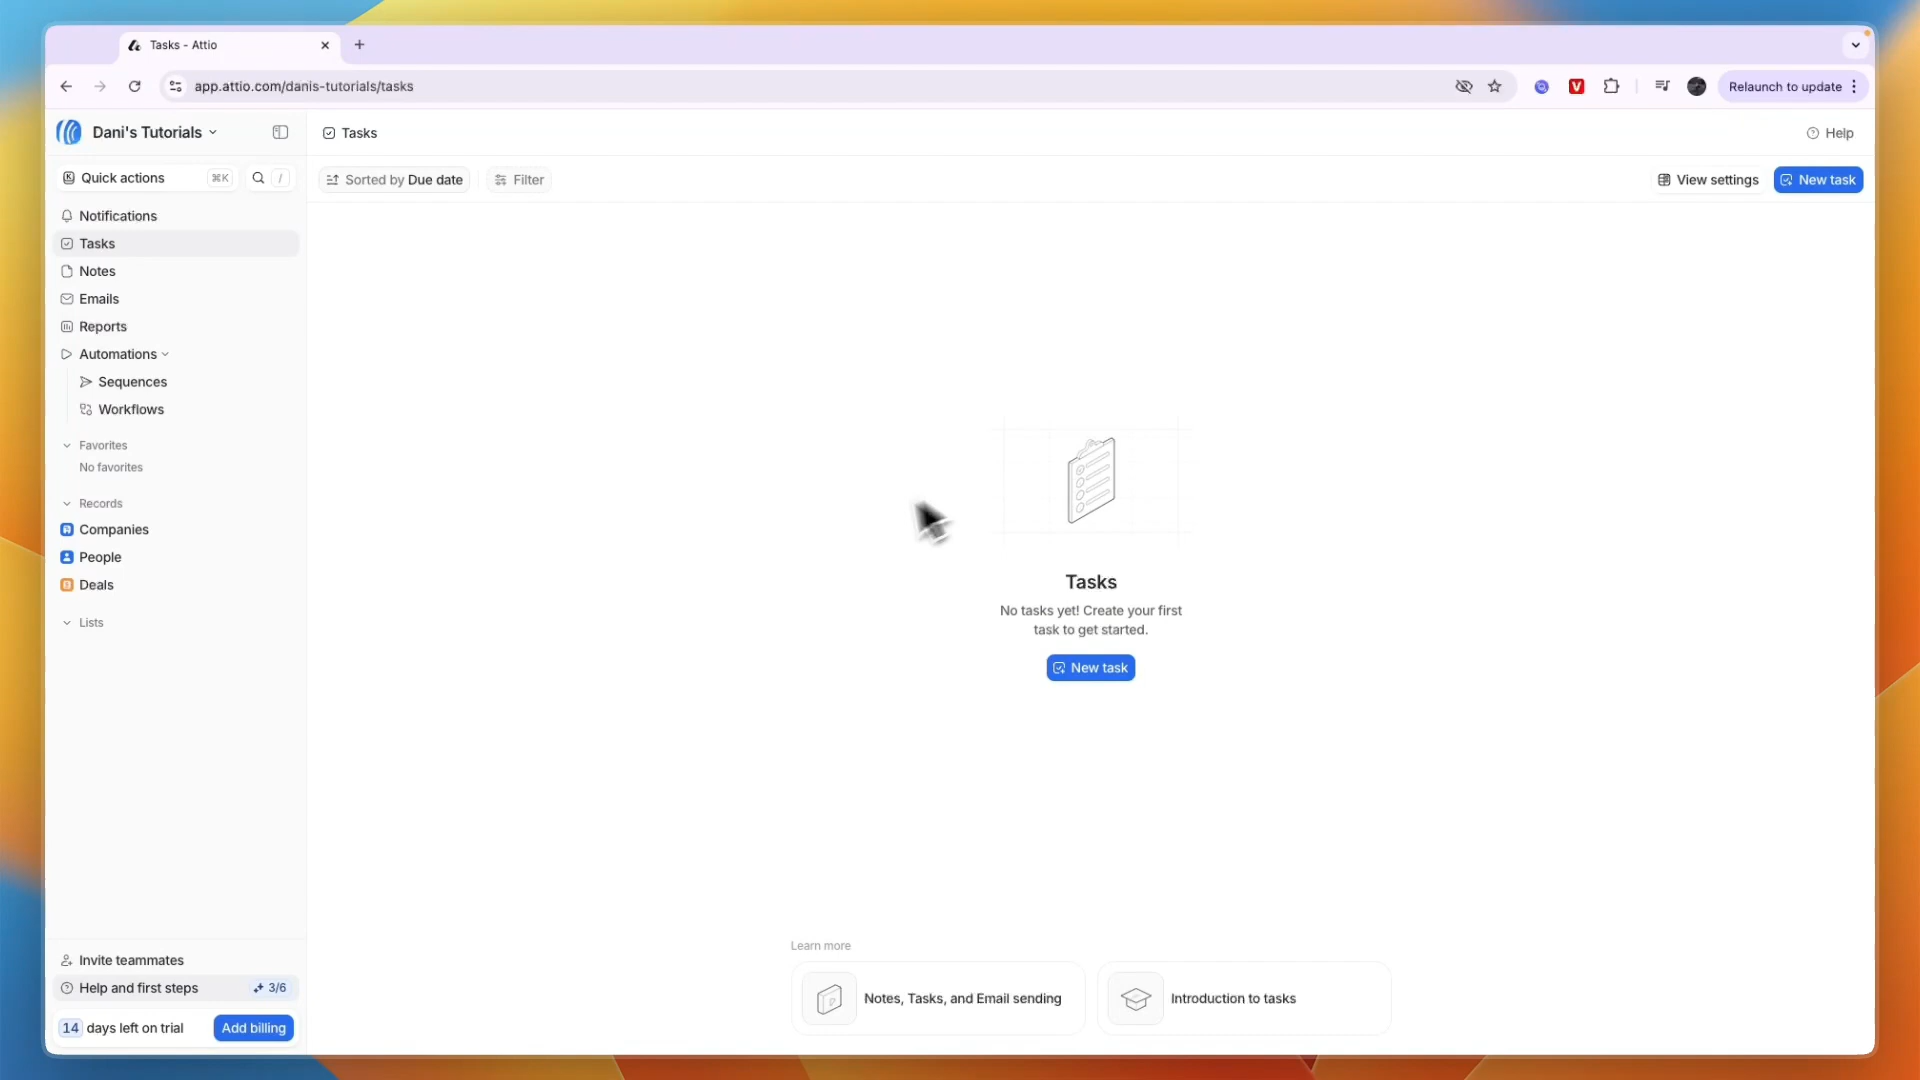 Tasks - Attio
app.attio.com/danis-tutorials/tasks
Relaunch to update
Dani's Tutorials
Tasks
Help
Quick actions ⌘K /
Sorted by Due date
Filter
View settings
New task
Notifications
Tasks
Notes
Emails
Reports
Automations
Sequences
Workflows
Favorites
No favorites
Records
Companies
People
Deals
Lists
Tasks
No tasks yet! Create your first
task to get started.
New task
Learn more
Notes, Tasks, and Email sending
Introduction to tasks
Invite teammates
Help and first steps 3/6
14 days left on trial
Add billing